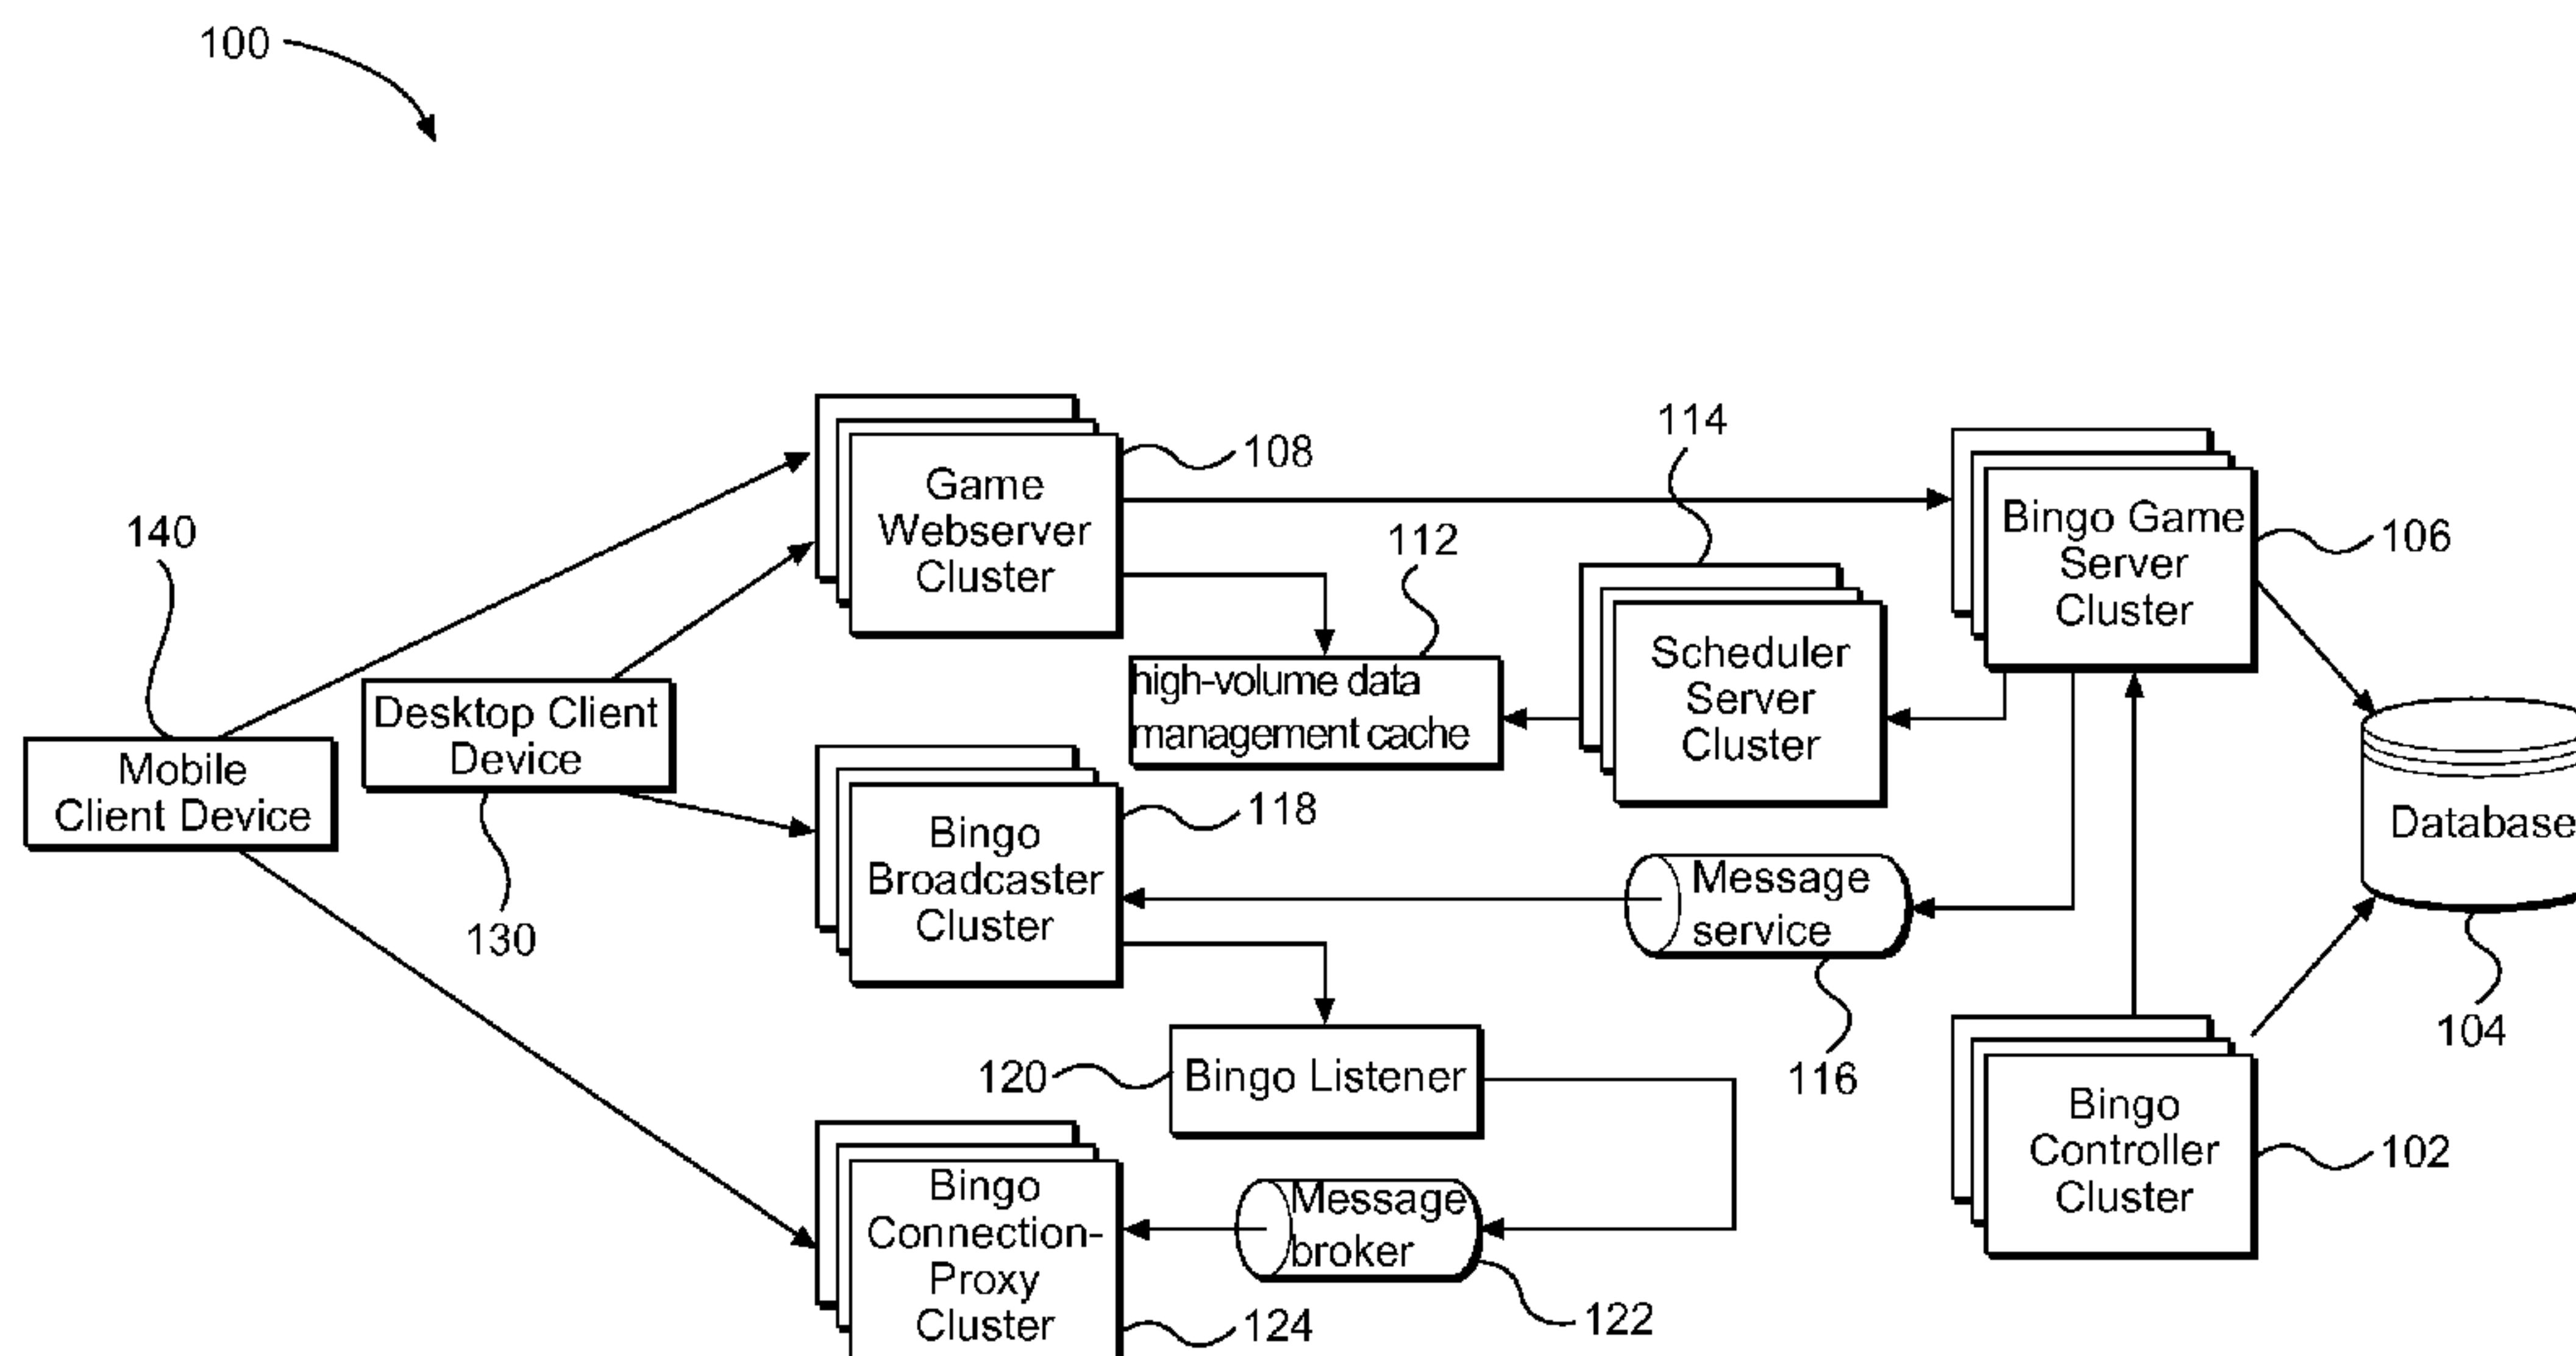 100
140
Mobile
Client Device
Desktop Client
Device
130
Game
Webserver
Cluster
108
high-volume data
management cache
112
114
Scheduler
Server
Cluster
Bingo Game
Server
Cluster
106
Bingo
Broadcaster
Cluster
118
Message
service
116
Database
104
120
Bingo Listener
Bingo
Controller
Cluster
102
Bingo
Connection-
Proxy
Cluster
124
Message
broker
122